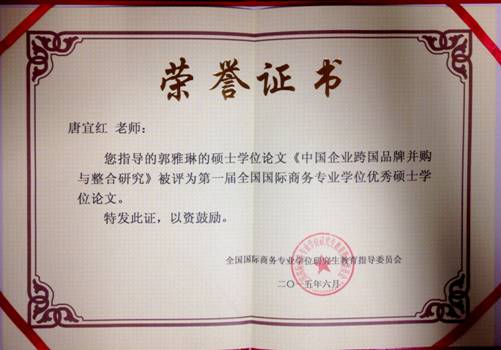 荣誉证书
唐宜红 老师：
您指导的郭雅琳的硕士学位论文《中国企业跨国品牌并购
与整合研究》被评为第一届全国国际商务专业学位优秀硕士学
位论文。
特发此证，以资鼓励。
全国国际商务专业学位研究生教育指导委员会
二〇一五年六月